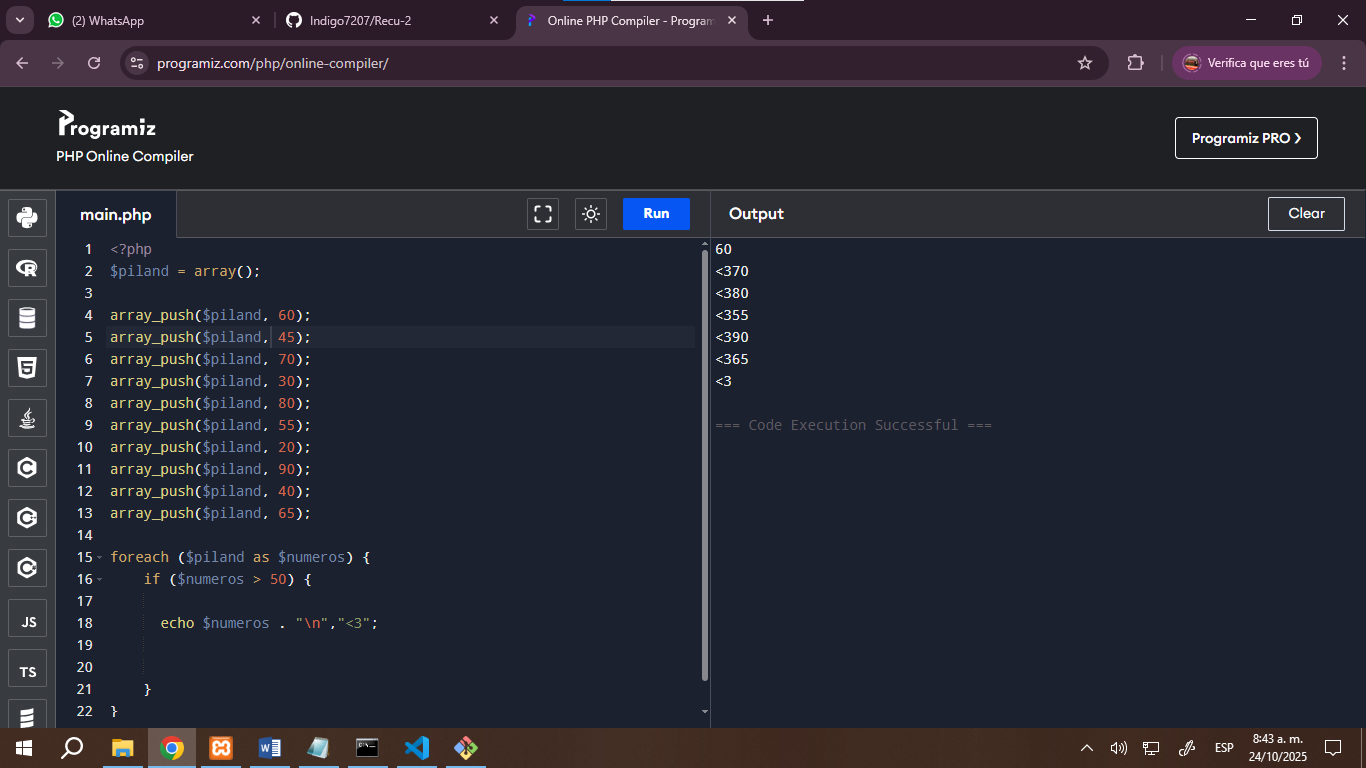 (2) WhatsApp
Indigo7207/Recu-2
Online PHP Compiler - Program
programiz.com/php/online-compiler/
Verifica que eres tú
Programiz
PHP Online Compiler
Programiz PRO
main.php
Run
Output
Clear
1 <?php
2 $piland = array();
3
4 array_push($piland, 60);
5 array_push($piland, 45);
6 array_push($piland, 70);
7 array_push($piland, 30);
8 array_push($piland, 80);
9 array_push($piland, 55);
10 array_push($piland, 20);
11 array_push($piland, 90);
12 array_push($piland, 40);
13 array_push($piland, 65);
14
15 foreach ($piland as $numeros) {
16 if ($numeros > 50) {
17
18 echo $numeros . "\n","<3";
19
20
21 }
22 }
60
<370
<380
<355
<390
<365
<3
=== Code Execution Successful ===
JS
TS
ESP
8:43 a. m.
24/10/2025